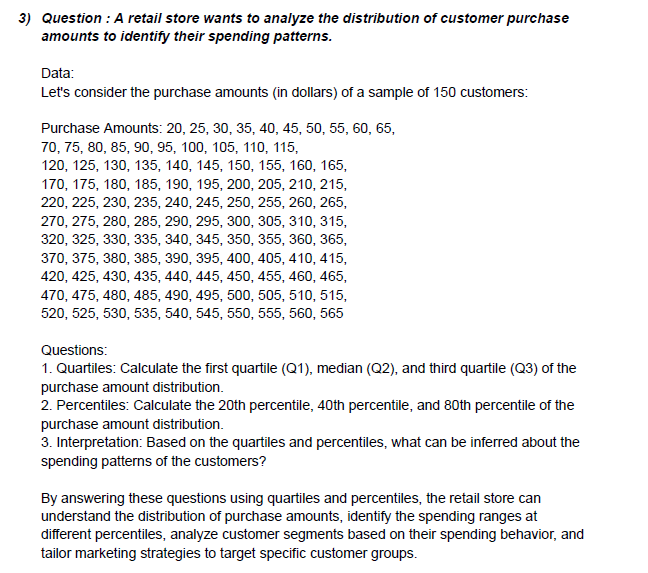 3) Question : A retail store wants to analyze the distribution of customer purchase
amounts to identify their spending patterns.
Data:
Let's consider the purchase amounts (in dollars) of a sample of 150 customers:
Purchase Amounts: 20, 25, 30, 35, 40, 45, 50, 55, 60, 65,
70, 75, 80, 85, 90, 95, 100, 105, 110, 115,
120, 125, 130, 135, 140, 145, 150, 155, 160, 165,
170, 175, 180, 185, 190, 195, 200, 205, 210, 215,
220, 225, 230, 235, 240, 245, 250, 255, 260, 265,
270, 275, 280, 285, 290, 295, 300, 305, 310, 315,
320, 325, 330, 335, 340, 345, 350, 355, 360, 365,
370, 375, 380, 385, 390, 395, 400, 405, 410, 415,
420, 425, 430, 435, 440, 445, 450, 455, 460, 465,
470, 475, 480, 485, 490, 495, 500, 505, 510, 515,
520, 525, 530, 535, 540, 545, 550, 555, 560, 565
Questions:
1. Quartiles: Calculate the first quartile (Q1), median (Q2), and third quartile (Q3) of the
purchase amount distribution.
2. Percentiles: Calculate the 20th percentile, 40th percentile, and 80th percentile of the
purchase amount distribution.
3. Interpretation: Based on the quartiles and percentiles, what can be inferred about the
spending patterns of the customers?
By answering these questions using quartiles and percentiles, the retail store can
understand the distribution of purchase amounts, identify the spending ranges at
different percentiles, analyze customer segments based on their spending behavior, and
tailor marketing strategies to target specific customer groups.